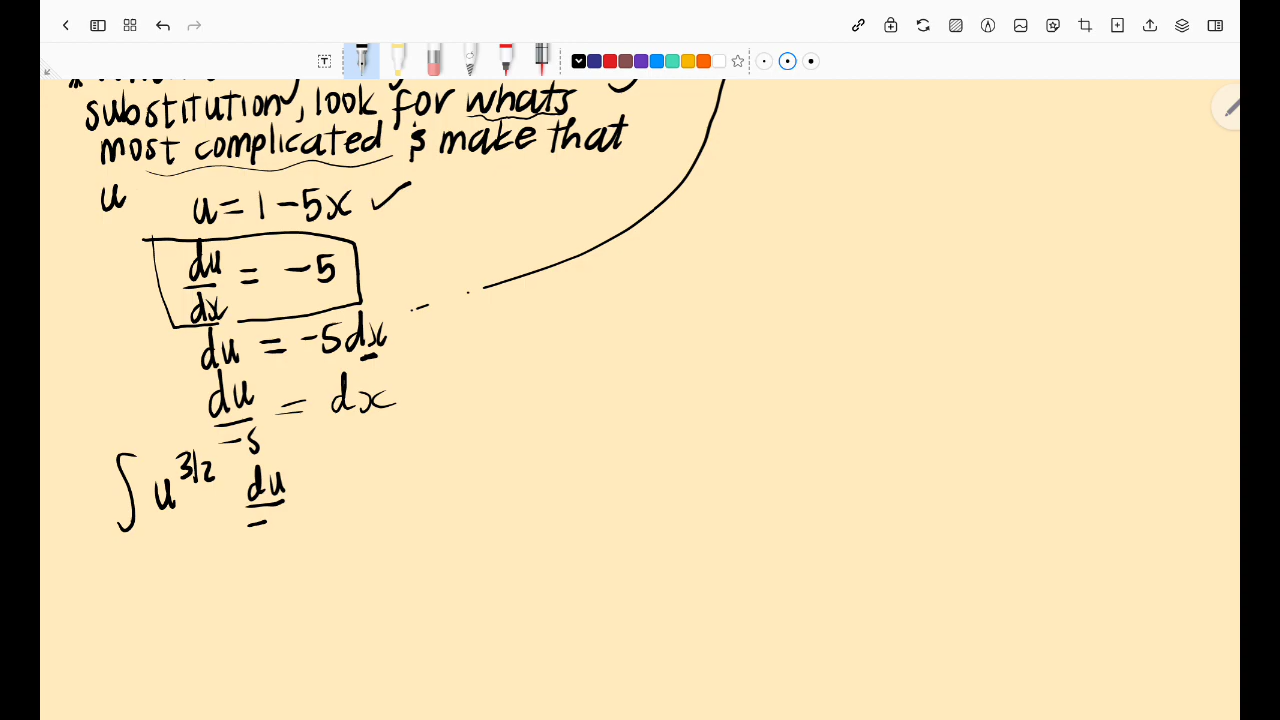 substitution, look for whats
most complicated & make that
u u = 1 - 5x ✓
du/dx = -5
du = -5dx
du/-5 = dx
∫ u^3/2 du/-